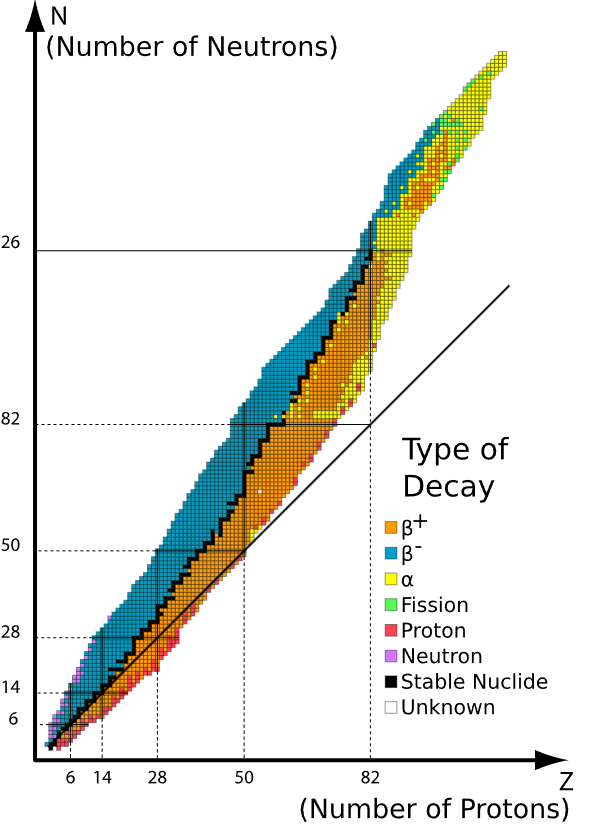 N
(Number of Neutrons)
26
82
50
28
14
6
Type of
Decay
β+
β-
α
Fission
Proton
Neutron
Stable Nuclide
Unknown
6 14 28 50 82
Z
(Number of Protons)